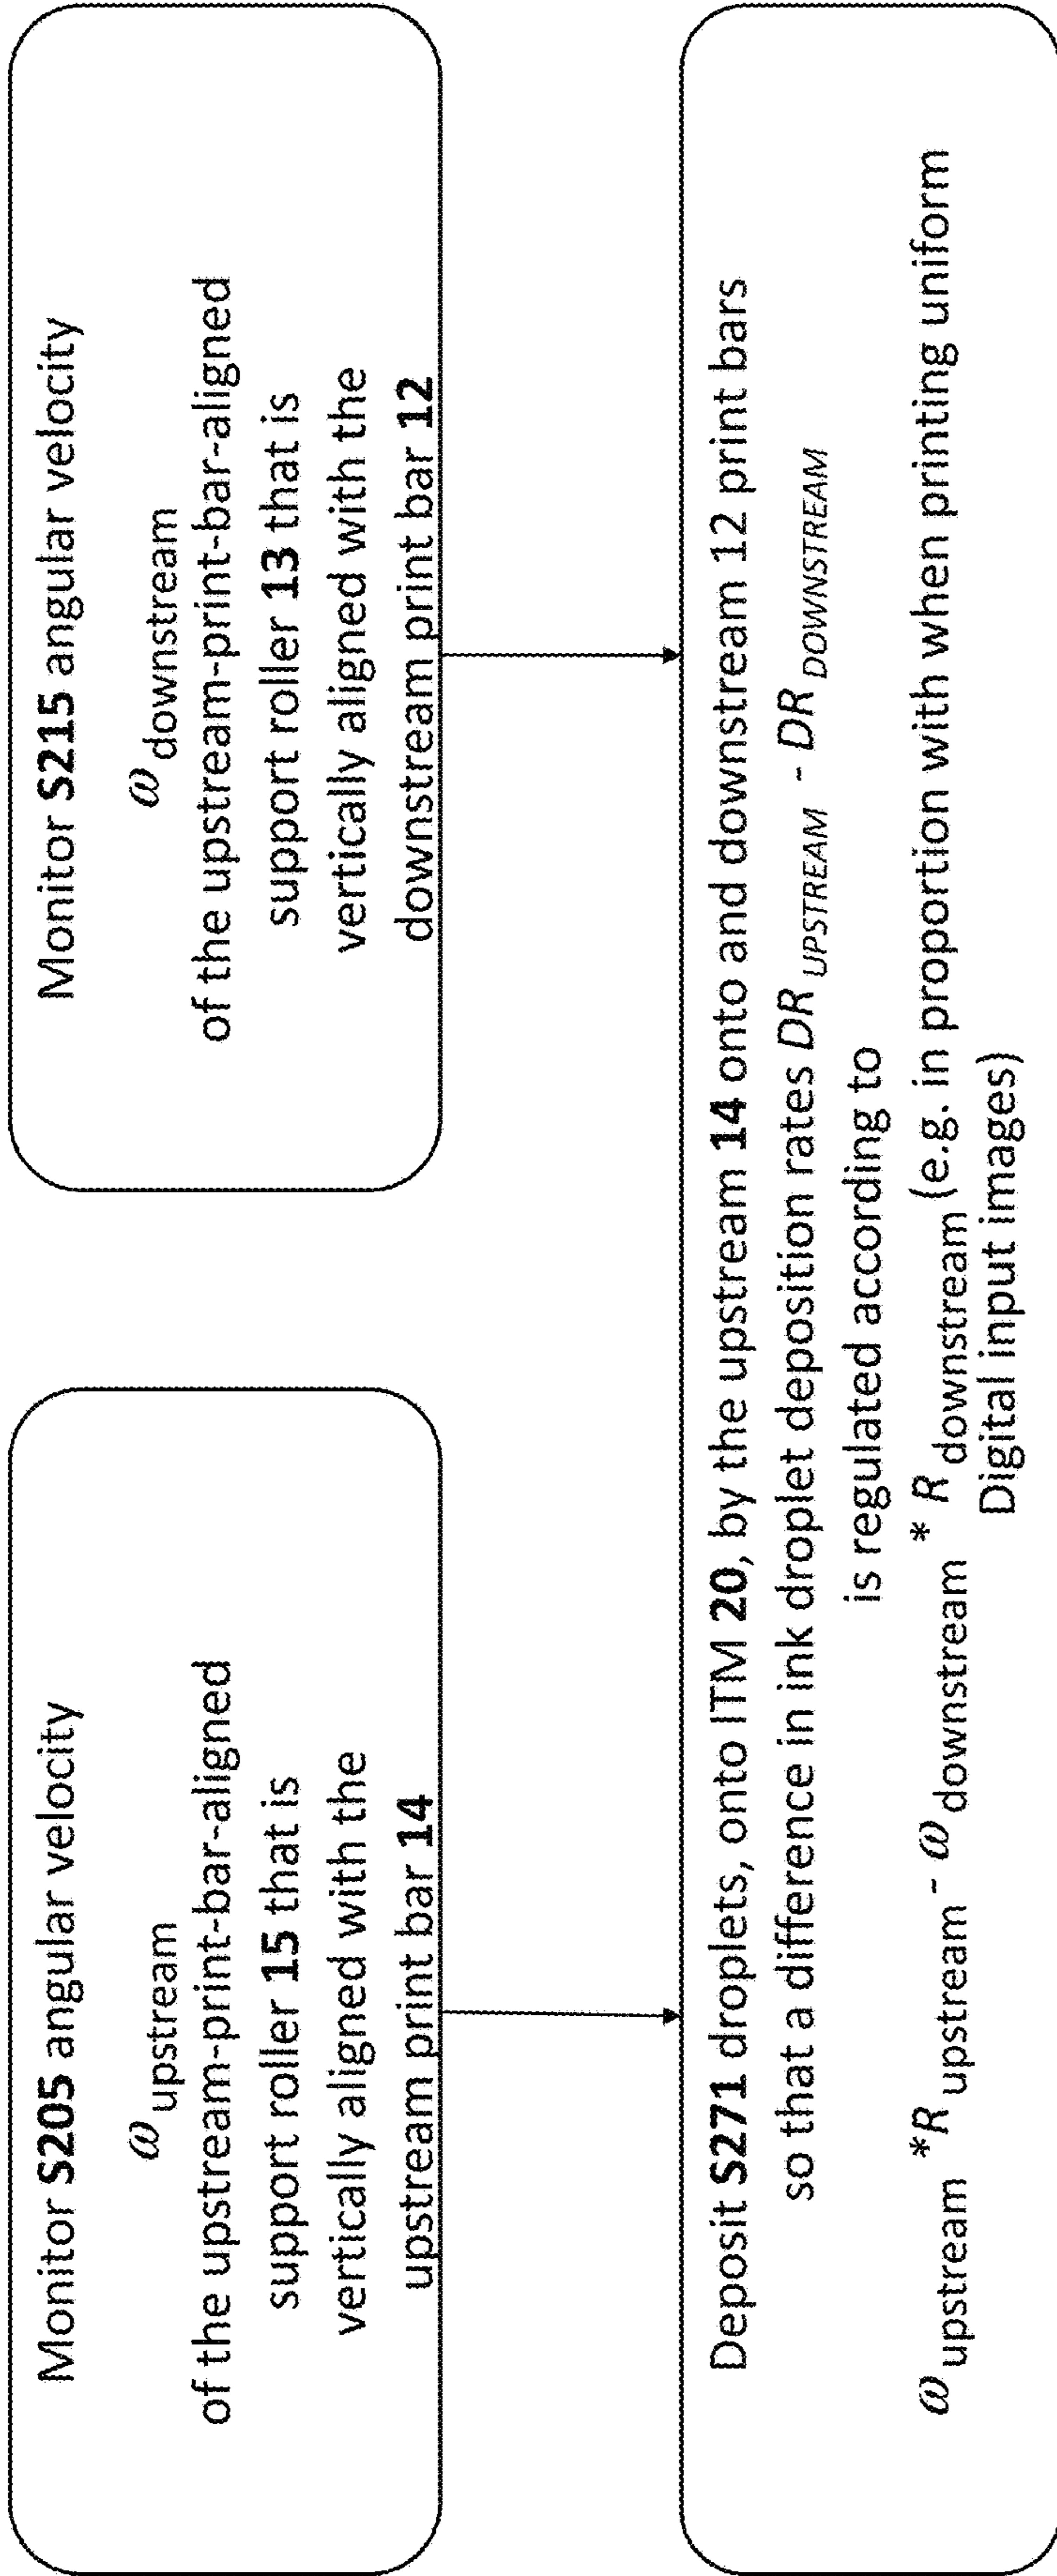 Monitor S205 angular velocity
ω upstream
of the upstream-print-bar-aligned
support roller 15 that is
vertically aligned with the
upstream print bar 14
Monitor S215 angular velocity
ω downstream
of the upstream-print-bar-aligned
support roller 13 that is
vertically aligned with the
downstream print bar 12
Deposit S271 droplets, onto ITM 20, by the upstream 14 onto and downstream 12 print bars
so that a difference in ink droplet deposition rates DR UPSTREAM - DR DOWNSTREAM
is regulated according to
ω upstream *R upstream - ω downstream * R downstream (e.g. in proportion with when printing uniform
Digital input images)